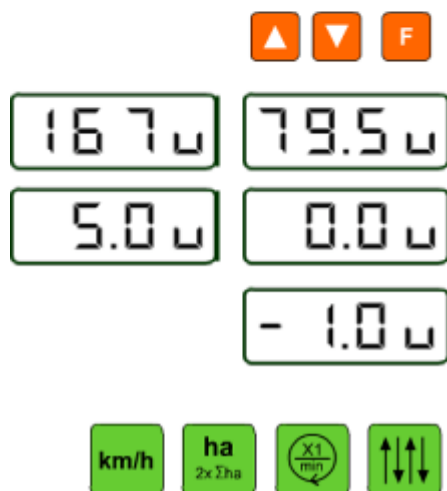 F
167 u 79.5 u
5.0 u 0.0 u
- 1.0 u
km/h ha X1
2x Σha min